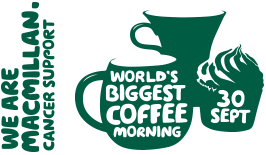 WE ARE
MACMILLAN.
CANCER SUPPORT
WORLD'S
BIGGEST
COFFEE
MORNING
30
SEPT